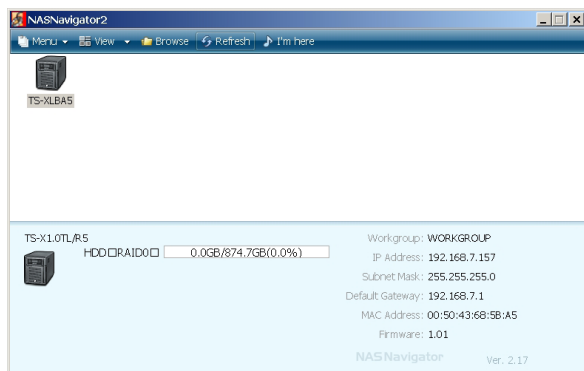 NASNavigator2
Menu View Browse Refresh I'm here
TS-XLBA5
TS-X1.0TL/R5
HDD□RAID0□ 0.0GB/874.7GB(0.0%)
Workgroup: WORKGROUP
IP Address: 192.168.7.157
Subnet Mask: 255.255.255.0
Default Gateway: 192.168.7.1
MAC Address: 00:50:43:68:5B:A5
Firmware: 1.01
NAS Navigator Ver. 2.17